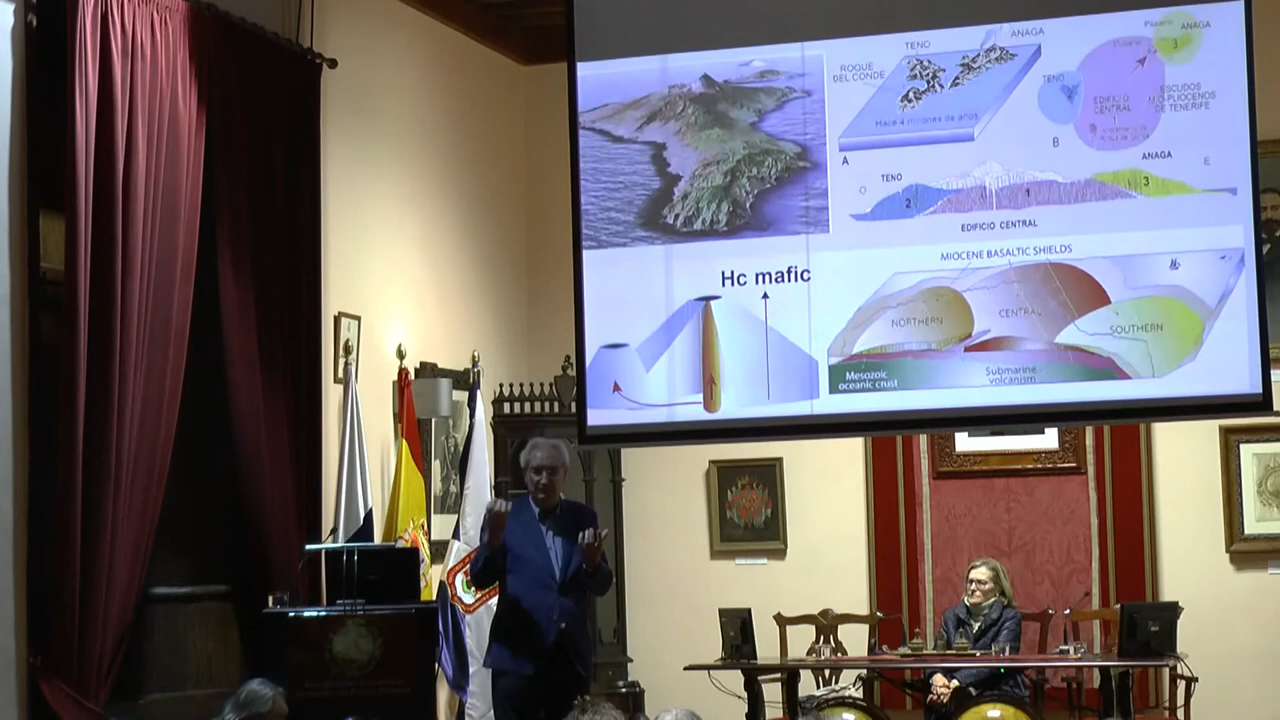 TENO
ANAGA
ROQUE
DEL CONDE
Hace 4 millones de años
A
ANAGA
3
TENO
EDIFICIO
CENTRAL
1
ESCUDOS
MIO-PLIOCENOS
DE TENERIFE
B
O
TENO
ANAGA
E
2
1
3
EDIFICIO CENTRAL
Hc mafic
MIOCENE BASALTIC SHIELDS
NORTHERN
CENTRAL
SOUTHERN
Mesozoic
oceanic crust
Submarine
volcanism